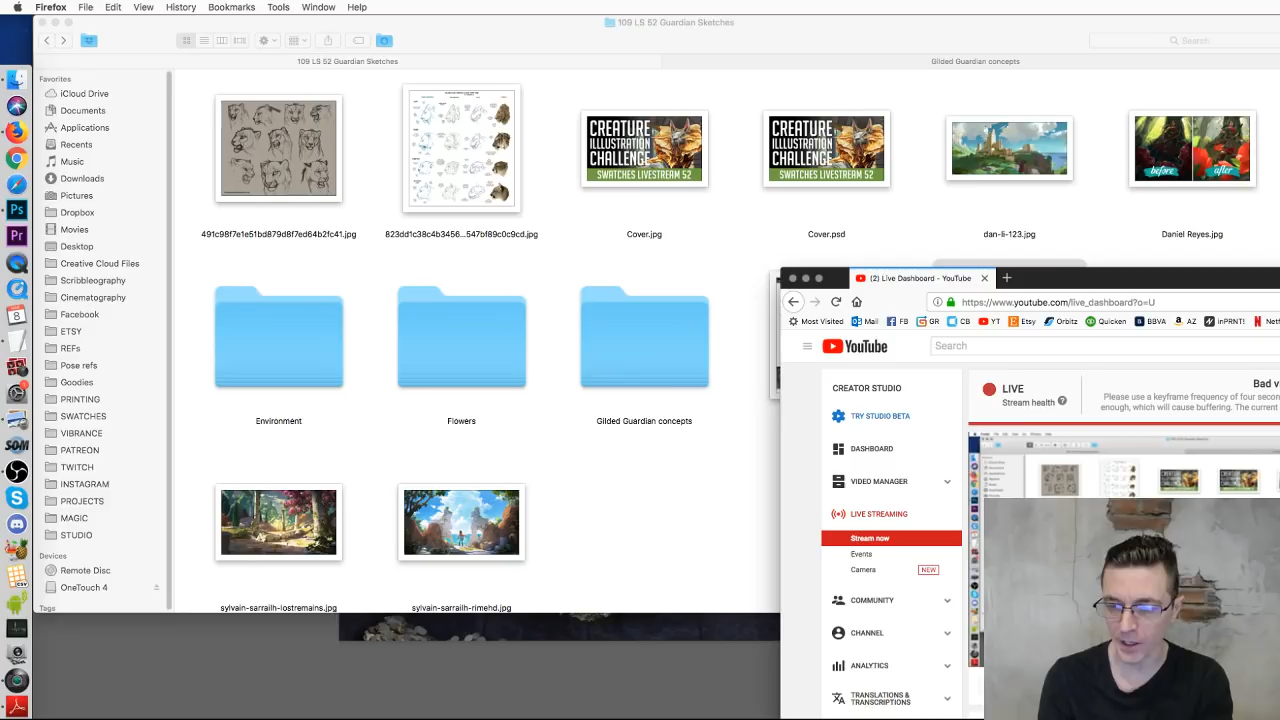 Firefox File Edit View History Bookmarks Tools Window Help
109 LS 52 Guardian Sketches
Search
109 LS 52 Guardian Sketches
Gilded Guardian concepts
Favorites
iCloud Drive
Documents
Applications
Recents
Music
Downloads
Pictures
Dropbox
Movies
Desktop
Creative Cloud Files
Scribbleography
Cinematography
Facebook
ETSY
REFs
Pose refs
Goodies
PRINTING
SWATCHES
VIBRANCE
PATREON
TWITCH
INSTAGRAM
PROJECTS
MAGIC
STUDIO
Devices
Remote Disc
OneTouch 4
Tags
CREATURE
ILLUSTRATION
CHALLENGE
SWATCHES LIVESTREAM 52
CREATURE
ILLUSTRATION
CHALLENGE
SWATCHES LIVESTREAM 52
before after
491c98f7e1e51bd879d8f7ed64b2fc41.jpg
823dd1c38c4b3456...547bf89c0c9cd.jpg
Cover.jpg
Cover.psd
dan-li-123.jpg
Daniel Reyes.jpg
Environment
Flowers
Gilded Guardian concepts
sylvain-sarrailh-lostremains.jpg
sylvain-sarrailh-rimehd.jpg
(2) Live Dashboard - YouTube
https://www.youtube.com/live_dashboard?o=U
Most Visited Mail FB GR CB YT Etsy Orbitz Quicken BBVA AZ inPRNT! Netf
YouTube
Search
CREATOR STUDIO
TRY STUDIO BETA
DASHBOARD
VIDEO MANAGER
LIVE STREAMING
Stream now
Events
Camera NEW
COMMUNITY
CHANNEL
ANALYTICS
TRANSLATIONS &
TRANSCRIPTIONS
LIVE
Stream health
Bad v
Please use a keyframe frequency of four secon
enough, which will cause buffering. The current
Ps
Pr
SOM
CSV
8